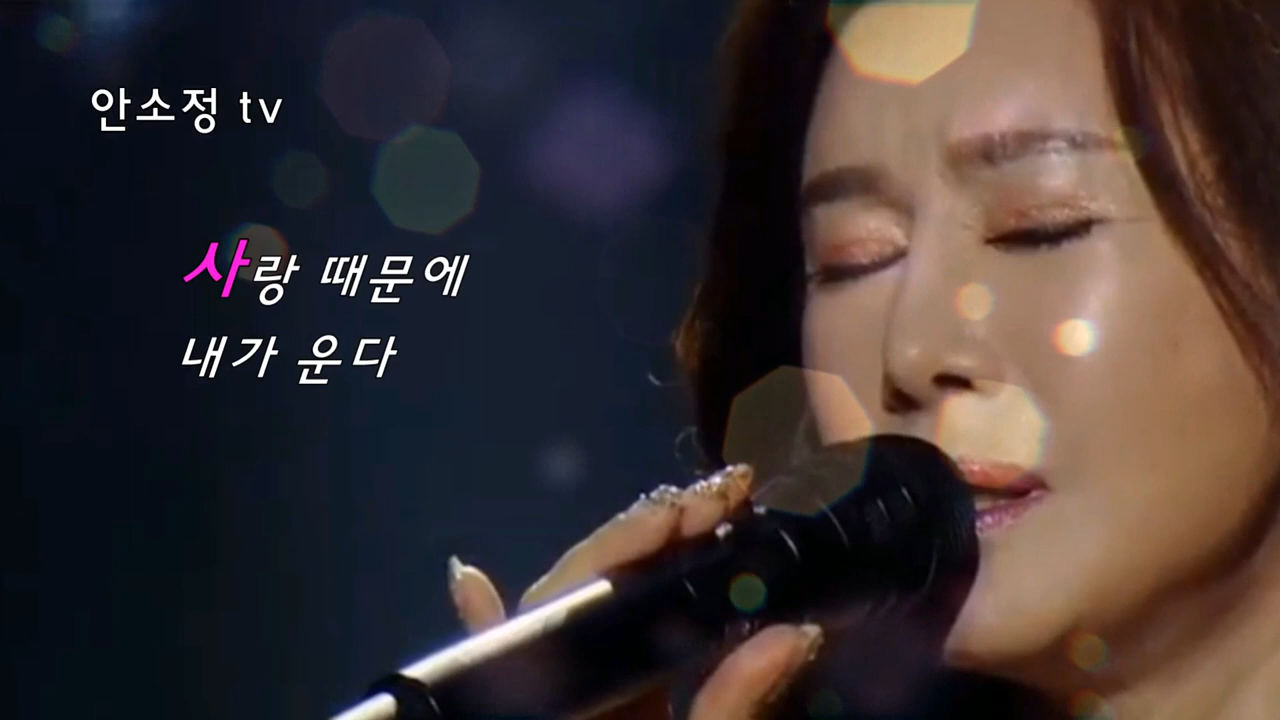 안소정 tv
사랑 때문에
내가 운다